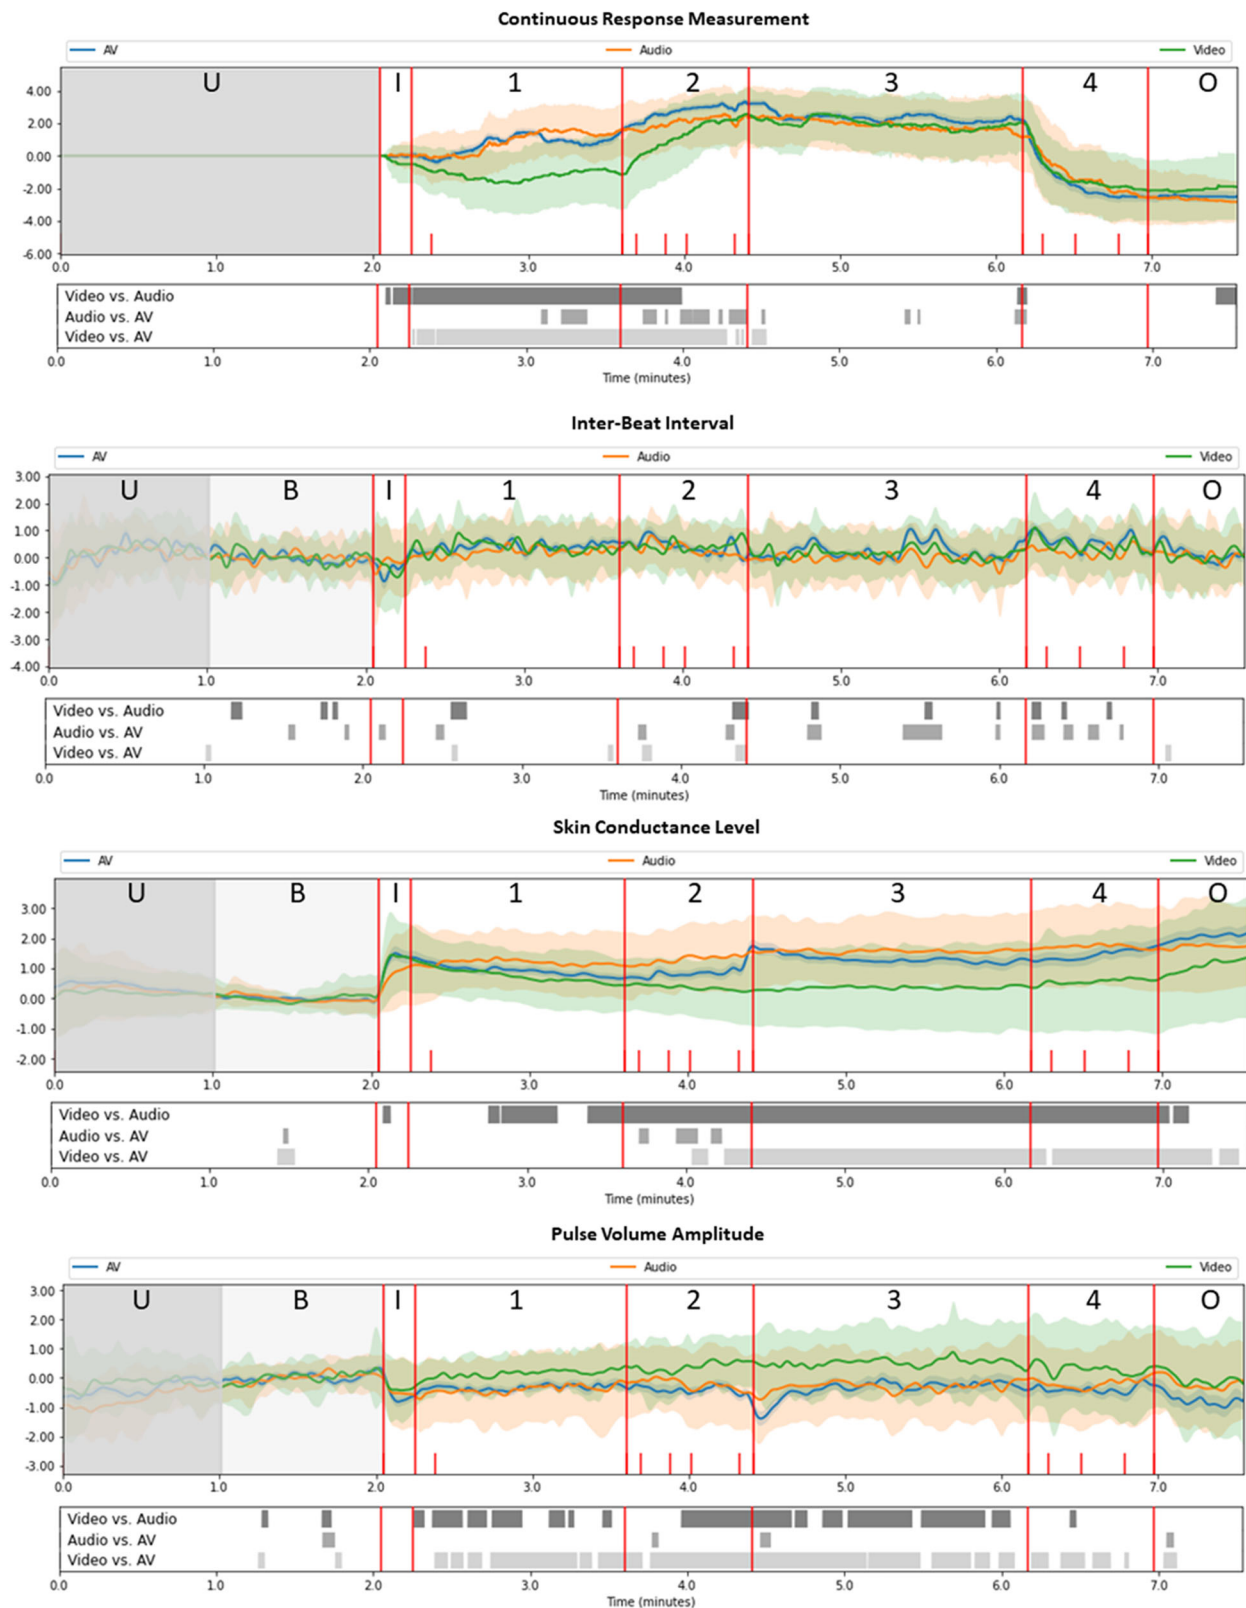 Continuous Response Measurement
AV Audio Video
U I 1 2 3 4 O
4.00
2.00
0.00
-2.00
-4.00
-6.00
0.0 1.0 2.0 3.0 4.0 5.0 6.0 7.0
Video vs. Audio
Audio vs. AV
Video vs. AV
0.0 1.0 2.0 3.0 4.0 5.0 6.0 7.0
Time (minutes)
Inter-Beat Interval
AV Audio Video
U B I 1 2 3 4 O
3.00
2.00
1.00
0.00
-1.00
-2.00
-3.00
-4.00
0.0 1.0 2.0 3.0 4.0 5.0 6.0 7.0
Video vs. Audio
Audio vs. AV
Video vs. AV
0.0 1.0 2.0 3.0 4.0 5.0 6.0 7.0
Time (minutes)
Skin Conductance Level
AV Audio Video
U B I 1 2 3 4 O
3.00
2.00
1.00
0.00
-1.00
-2.00
0.0 1.0 2.0 3.0 4.0 5.0 6.0 7.0
Video vs. Audio
Audio vs. AV
Video vs. AV
0.0 1.0 2.0 3.0 4.0 5.0 6.0 7.0
Time (minutes)
Pulse Volume Amplitude
AV Audio Video
U B I 1 2 3 4 O
3.00
2.00
1.00
0.00
-1.00
-2.00
-3.00
0.0 1.0 2.0 3.0 4.0 5.0 6.0 7.0
Video vs. Audio
Audio vs. AV
Video vs. AV
0.0 1.0 2.0 3.0 4.0 5.0 6.0 7.0
Time (minutes)